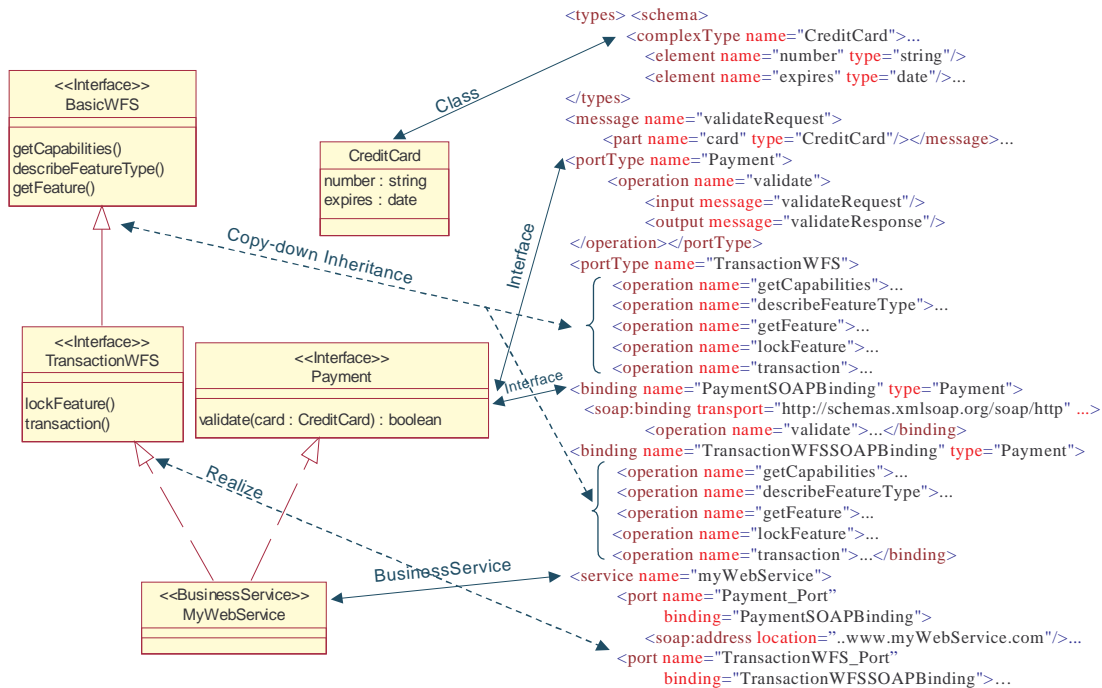 <<Interface>>
BasicWFS
getCapabilities()
describeFeatureType()
getFeature()
Class
CreditCard
number : string
expires : date
Copy-down Inheritance
Interface
<<Interface>>
TransactionWFS
lockFeature()
transaction()
<<Interface>>
Payment
validate(card : CreditCard) : boolean
Interface
Realize
BusinessService
<<BusinessService>>
MyWebService
<types> <schema>
<complexType name="CreditCard">...
<element name="number" type="string"/>
<element name="expires" type="date"/>...
</types>
<message name="validateRequest">
<part name="card" type="CreditCard"/></message>...
<portType name="Payment">
<operation name="validate">
<input message="validateRequest"/>
<output message="validateResponse"/>
</operation></portType>
<portType name="TransactionWFS">
<operation name="getCapabilities">...
<operation name="describeFeatureType">...
<operation name="getFeature">...
<operation name="lockFeature">...
<operation name="transaction">...
<binding name="PaymentSOAPBinding" type="Payment">
<soap:binding transport="http://schemas.xmlsoap.org/soap/http" ...>
<operation name="validate">...</binding>
<binding name="TransactionWFSSOAPBinding" type="Payment">
<operation name="getCapabilities">...
<operation name="describeFeatureType">...
<operation name="getFeature">...
<operation name="lockFeature">...
<operation name="transaction">...</binding>
<service name="myWebService">
<port name="Payment_Port”
binding="PaymentSOAPBinding">
<soap:address location=”..www.myWebService.com"/>...
<port name="TransactionWFS_Port”
binding="TransactionWFSSOAPBinding">…